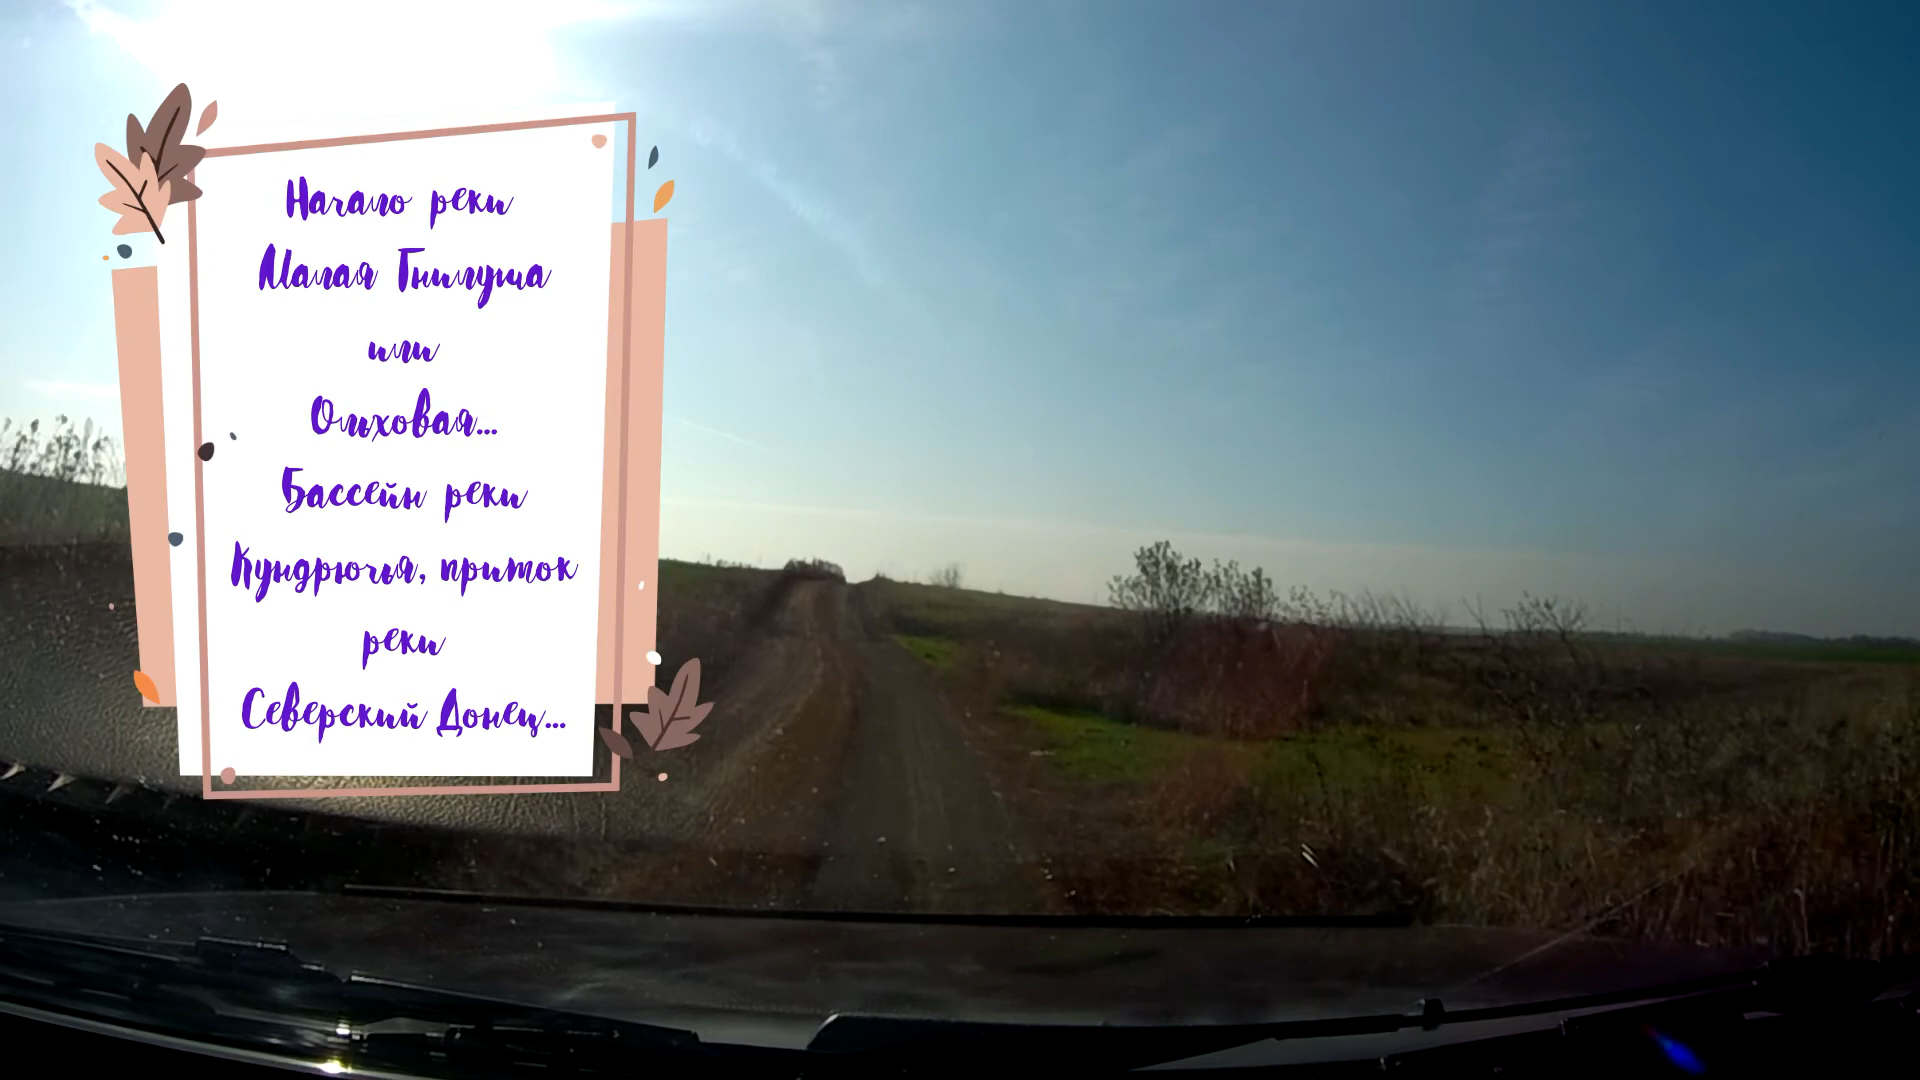 Начало реки
Малая Гнилуша
или
Ольховая...
Бассейн реки
Кундрючья, приток
реки
Северский Донец...